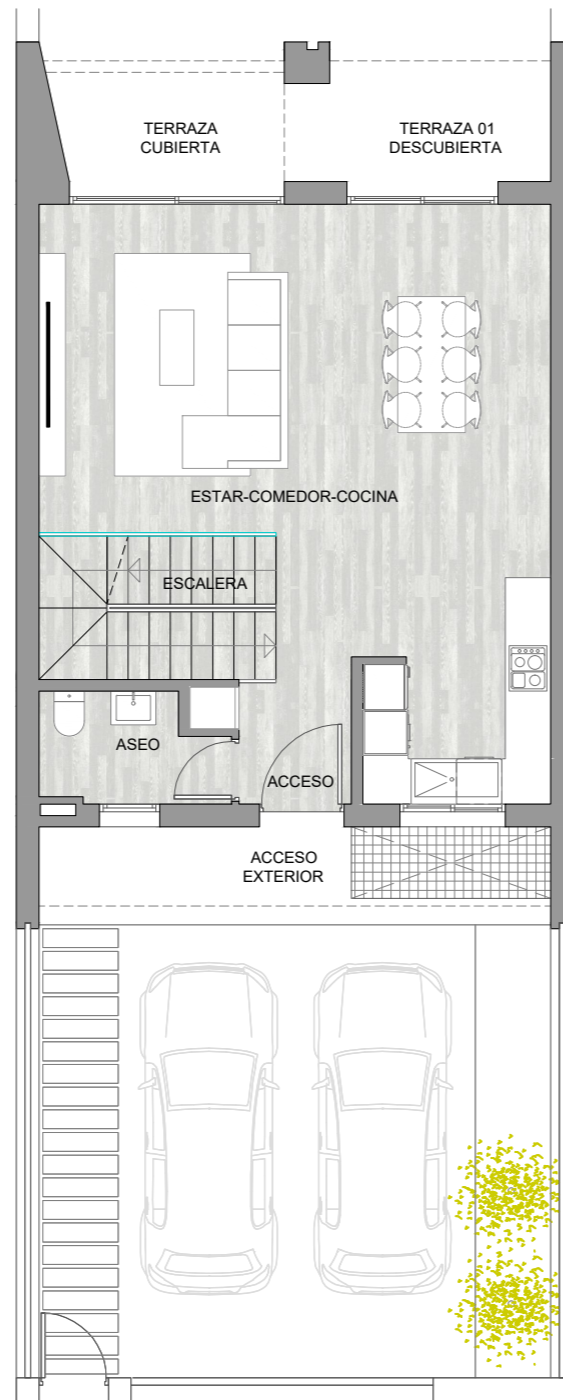 TERRAZA
CUBIERTA
TERRAZA 01
DESCUBIERTA
ESTAR-COMEDOR-COCINA
ESCALERA
ASEO
ACCESO
ACCESO
EXTERIOR